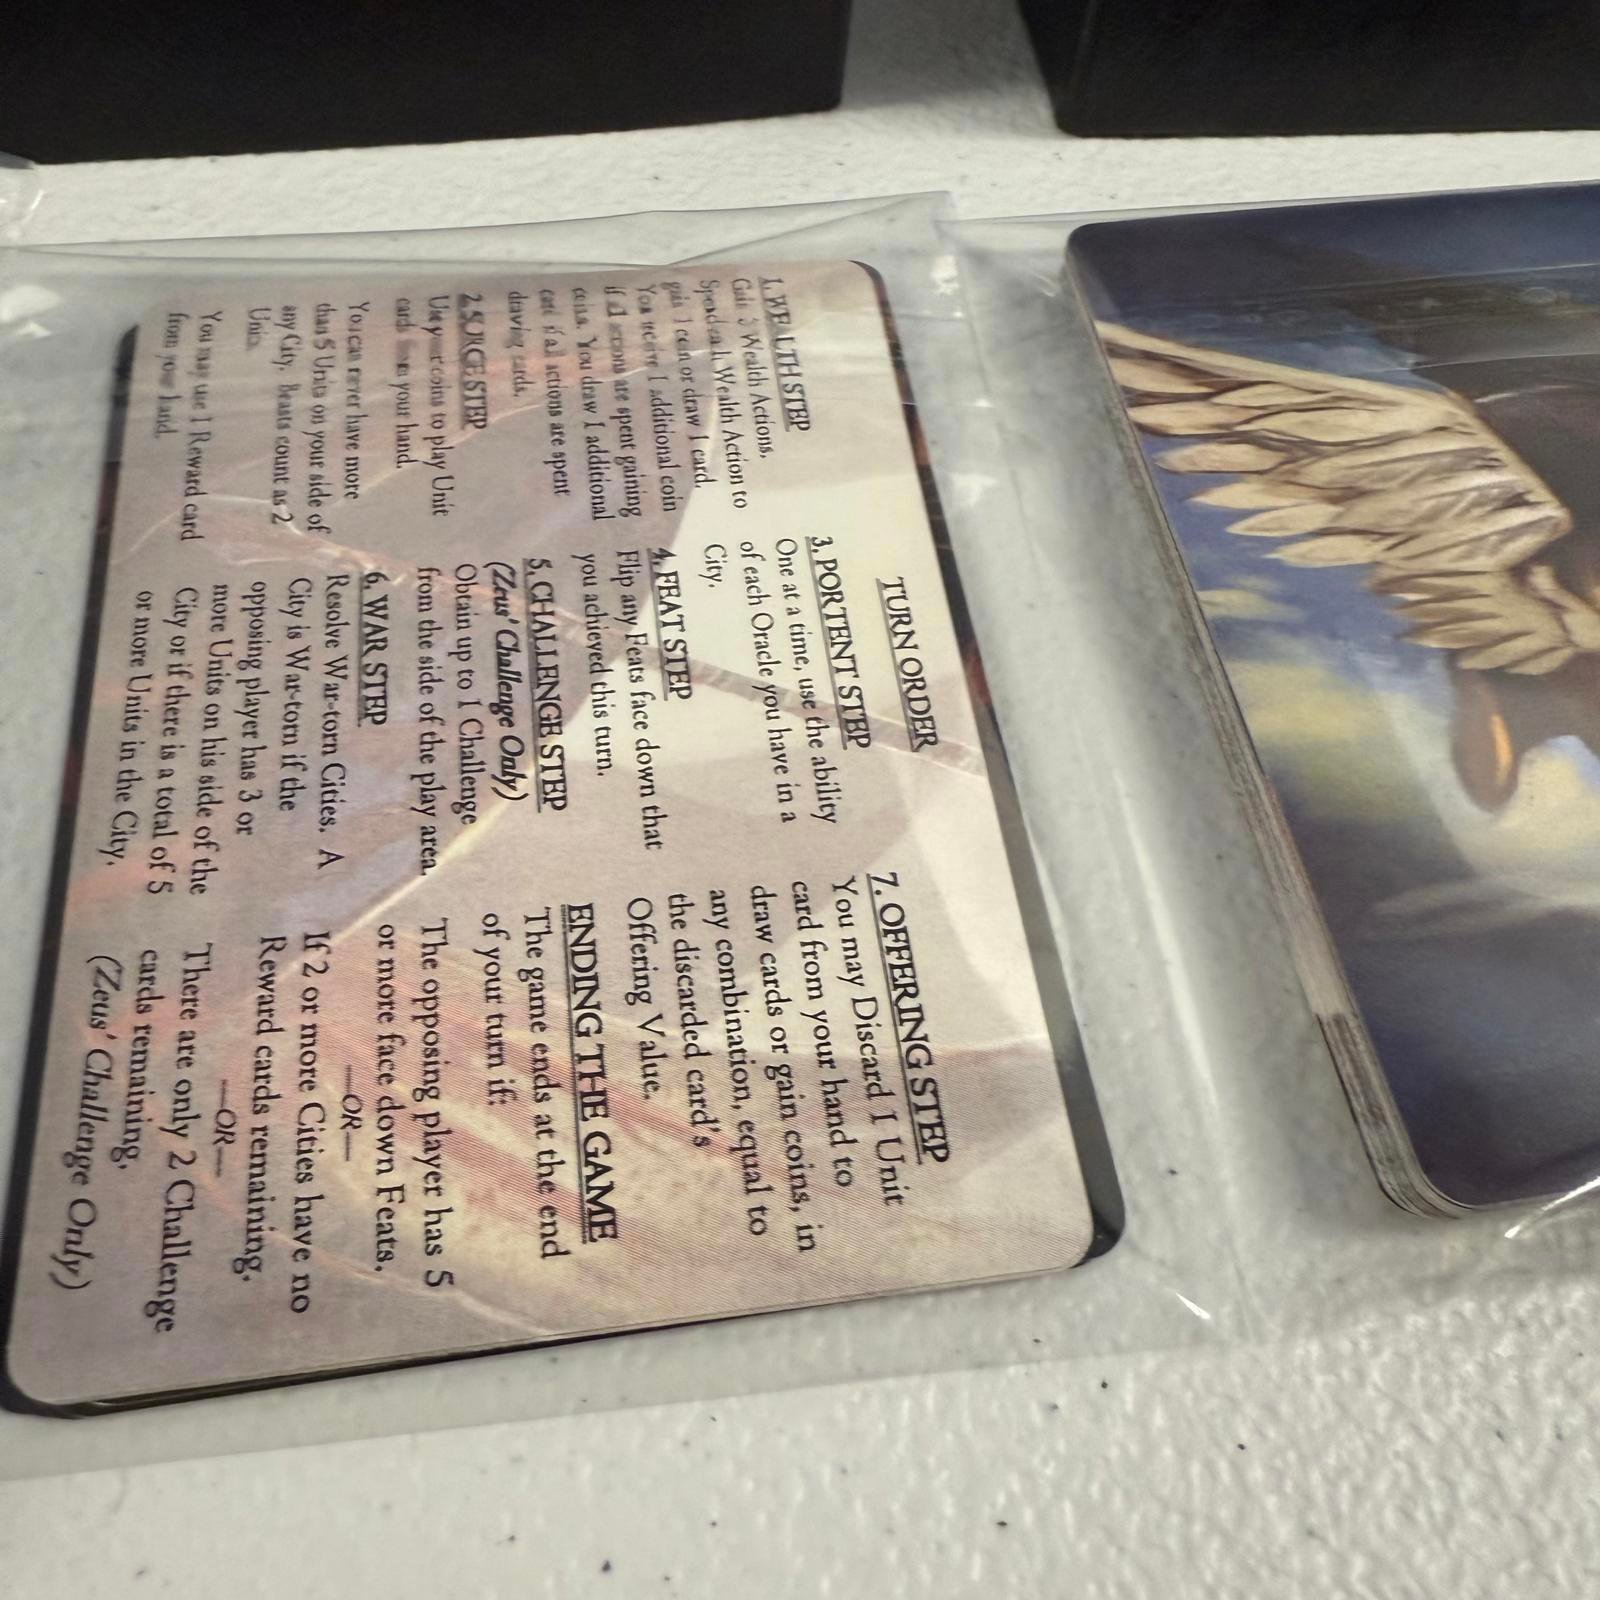 TURN ORDER
1. WEALTH STEP
Gain 3 Wealth Actions.
Spend each Wealth Action to
gain 1 coin or draw 1 card.
You receive 1 additional coin
if all actions are spent gaining
coins. You draw 1 additional
card if all actions are spent
drawing cards.
2. SURGE STEP
Use your coins to play Unit
cards from your hand.
You can never have more
than 5 Units on your side of
any City. Beasts count as 2
Units.
You may use 1 Reward card
from your hand.
3. PORTENT STEP
One at a time, use the ability
of each Oracle you have in a
City.
4. FEAT STEP
Flip any Feats face down that
you achieved this turn.
5. CHALLENGE STEP
(Zeus' Challenge Only)
Obtain up to 1 Challenge
from the side of the play area.
6. WAR STEP
Resolve War-torn Cities. A
City is War-torn if the
opposing player has 3 or
more Units on his side of the
City or if there is a total of 5
or more Units in the City.
7. OFFERING STEP
You may Discard 1 Unit
card from your hand to
draw cards or gain coins, in
any combination, equal to
the discarded card's
Offering Value.
ENDING THE GAME
The game ends at the end
of your turn if:
The opposing player has 5
or more face down Feats.
—OR—
If 2 or more Cities have no
Reward cards remaining.
—OR—
There are only 2 Challenge
cards remaining.
(Zeus' Challenge Only)